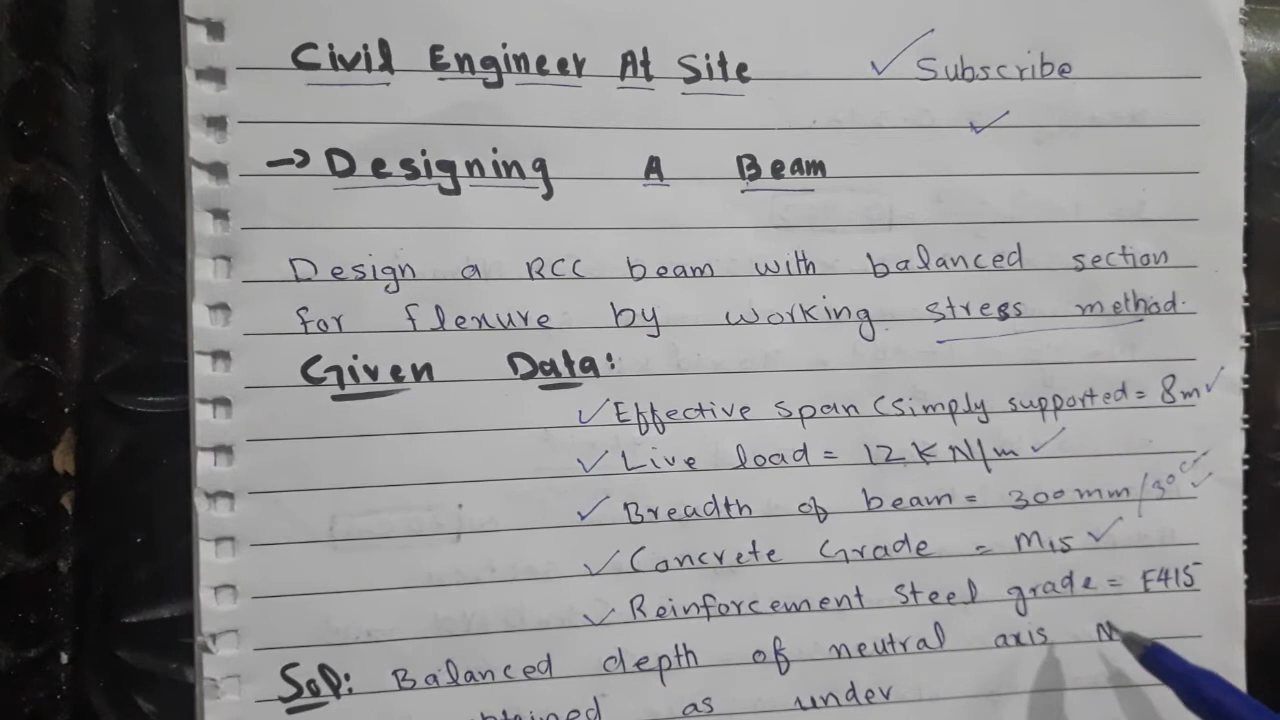 Civil Engineer At Site ✓ Subscribe
✓
→ Designing A Beam
Design a RCC beam with balanced section
for flexure by working stress method.
Given Data:
✓ Effective span (simply supported = 8m ✓
✓ Live load = 12 KN/m ✓
✓ Breadth of beam = 300mm/30c ✓
✓ Concrete Grade = M15 ✓
✓ Reinforcement Steel grade = F415
Sol: Balanced depth of neutral axis
as under